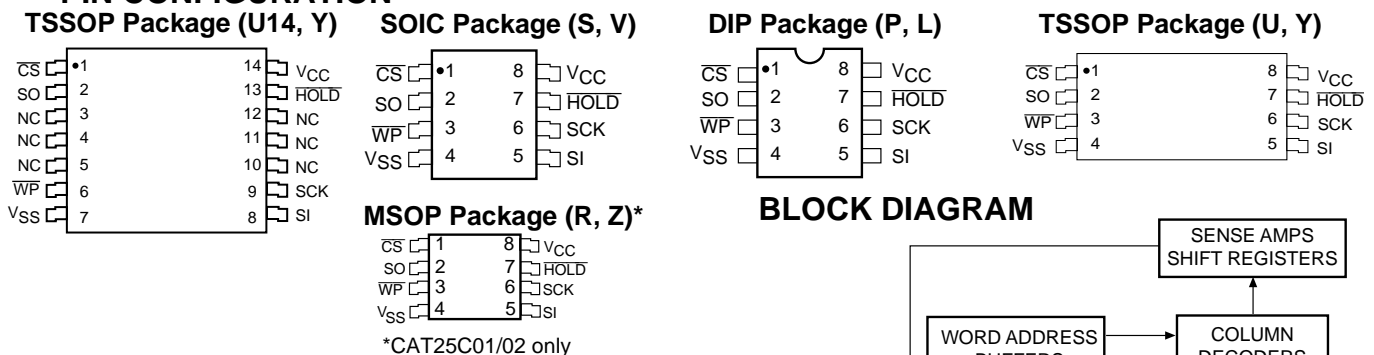 PIN CONFIGURATION
TSSOP Package (U14, Y)
CS 1 14 VCC
SO 2 13 HOLD
NC 3 12 NC
NC 4 11 NC
NC 5 10 NC
WP 6 9 SCK
VSS 7 8 SI
SOIC Package (S, V)
CS 1 8 VCC
SO 2 7 HOLD
WP 3 6 SCK
VSS 4 5 SI
DIP Package (P, L)
CS 1 8 VCC
SO 2 7 HOLD
WP 3 6 SCK
VSS 4 5 SI
TSSOP Package (U, Y)
CS 1 8 VCC
SO 2 7 HOLD
WP 3 6 SCK
VSS 4 5 SI
MSOP Package (R, Z)*
CS 1 8 VCC
SO 2 7 HOLD
WP 3 6 SCK
VSS 4 5 SI
*CAT25C01/02 only
BLOCK DIAGRAM
SENSE AMPS
SHIFT REGISTERS
WORD ADDRESS
BUFFERS
COLUMN
DECODERS